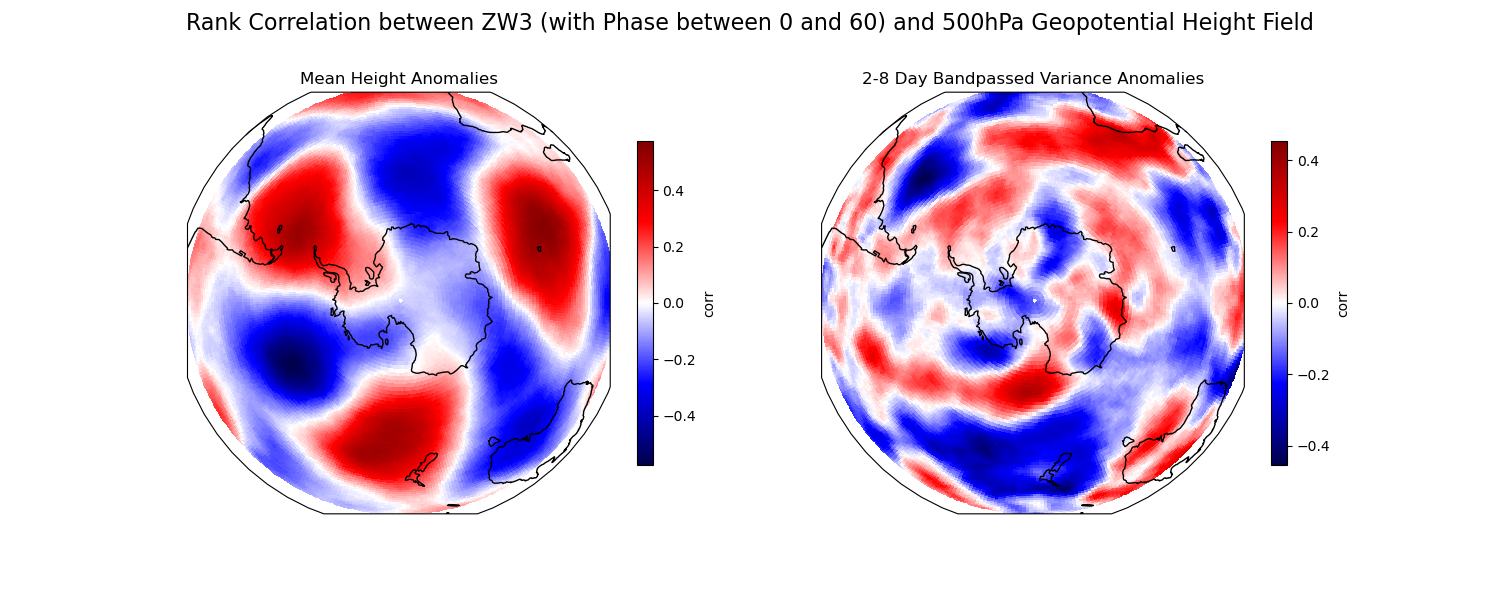 Rank Correlation between ZW3 (with Phase between 0 and 60) and 500hPa Geopotential Height Field
Mean Height Anomalies
0.4
0.2
0.0
−0.2
−0.4
corr
2-8 Day Bandpassed Variance Anomalies
0.4
0.2
0.0
−0.2
−0.4
corr